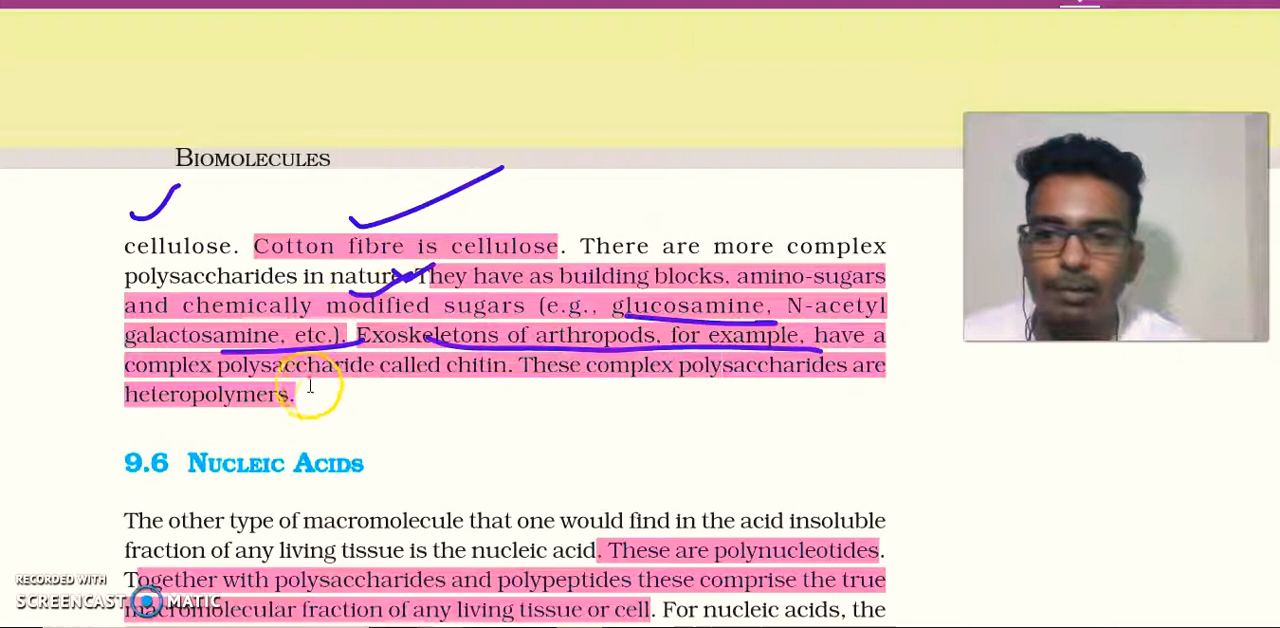 BIOMOLECULES
cellulose. Cotton fibre is cellulose. There are more complex
polysaccharides in nature. They have as building blocks, amino-sugars
and chemically modified sugars (e.g., glucosamine, N-acetyl
galactosamine, etc.). Exoskeletons of arthropods, for example, have a
complex polysaccharide called chitin. These complex polysaccharides are
heteropolymers.
9.6 NUCLEIC ACIDS
The other type of macromolecule that one would find in the acid insoluble
fraction of any living tissue is the nucleic acid. These are polynucleotides.
Together with polysaccharides and polypeptides these comprise the true
macromolecular fraction of any living tissue or cell. For nucleic acids, the
RECORDED WITH
SCREENCAST MATIC